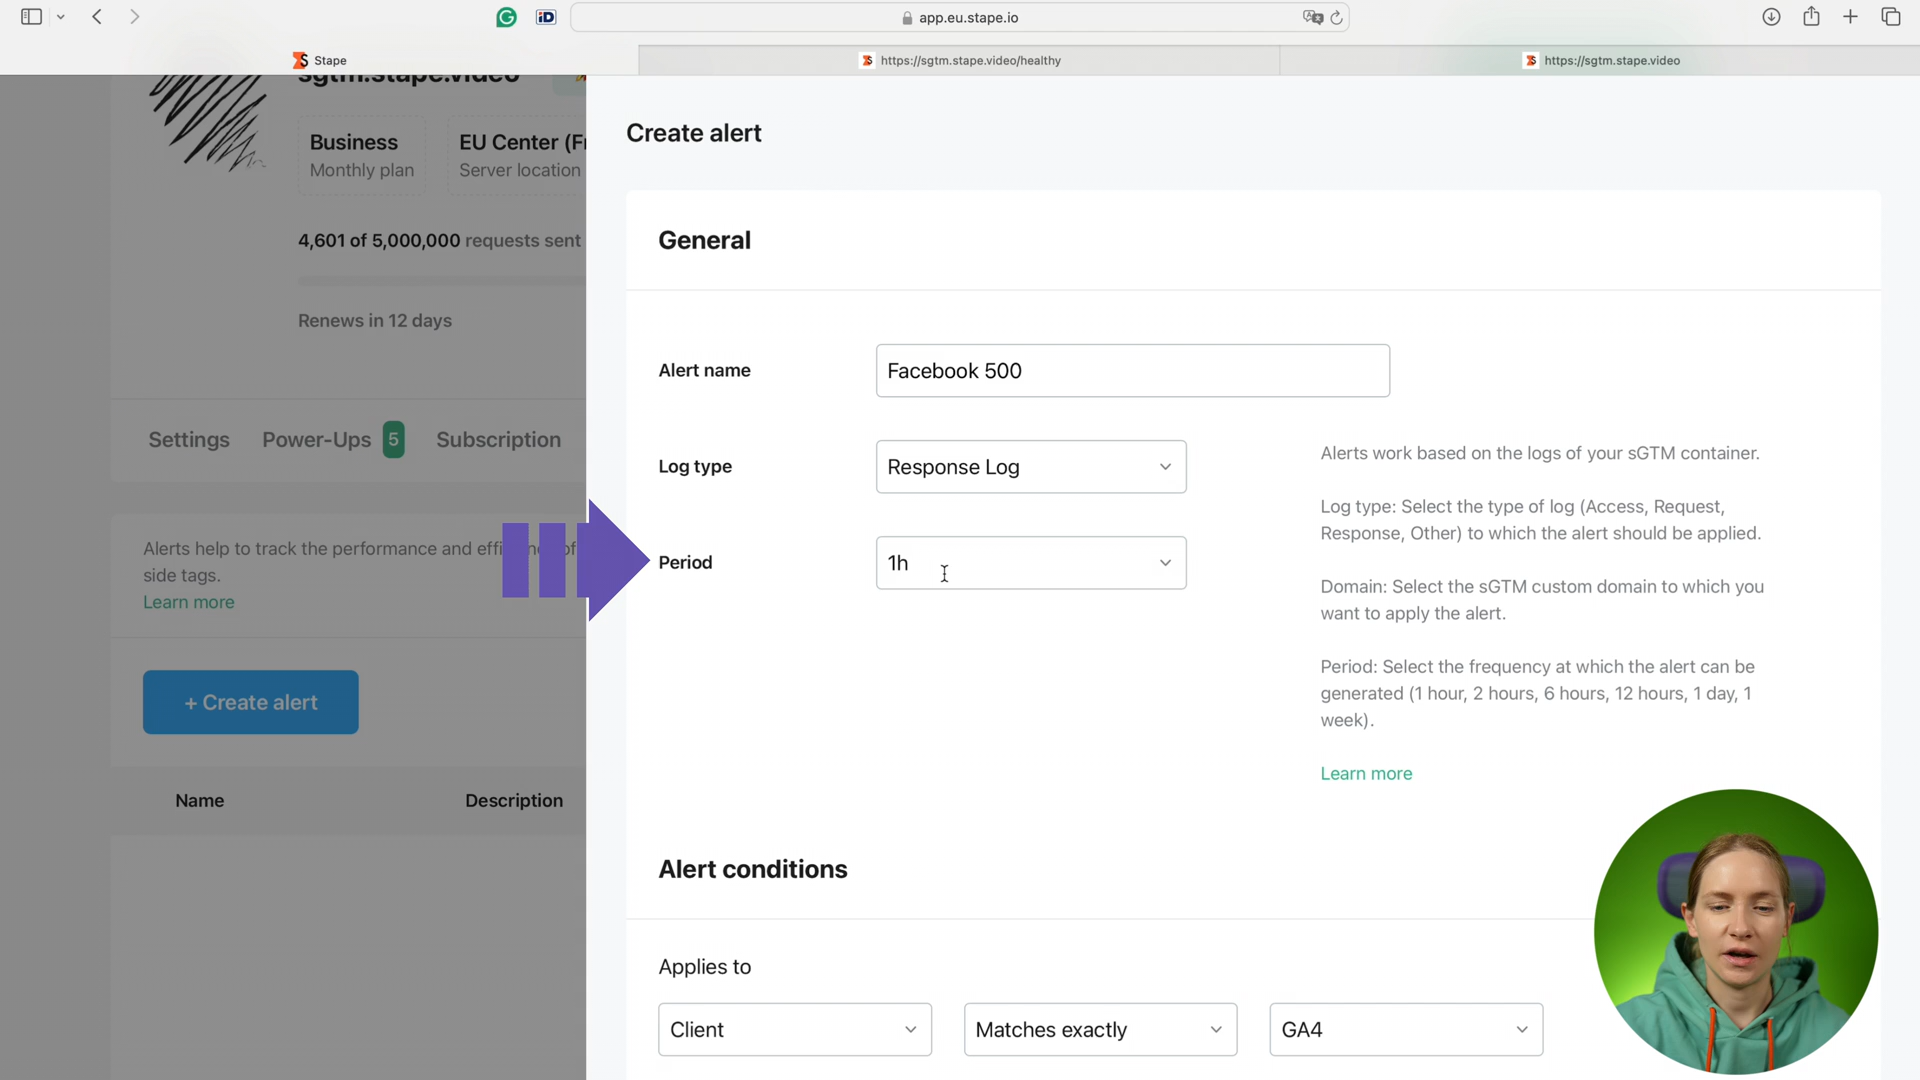 app.eu.stape.io
Stape
https://sgtm.stape.video/healthy
https://sgtm.stape.video
sgtm.stape.video
Business
Monthly plan
EU Center (Fr
Server location
4,601 of 5,000,000 requests sent
Renews in 12 days
Settings
Power-Ups 5
Subscription
Alerts help to track the performance and of
side tags.
Learn more
+ Create alert
Name
Description
Create alert
General
Alert name
Facebook 500
Log type
Response Log
Period
1h
Alerts work based on the logs of your sGTM container.
Log type: Select the type of log (Access, Request,
Response, Other) to which the alert should be applied.
Domain: Select the sGTM custom domain to which you
want to apply the alert.
Period: Select the frequency at which the alert can be
generated (1 hour, 2 hours, 6 hours, 12 hours, 1 day, 1
week).
Learn more
Alert conditions
Applies to
Client
Matches exactly
GA4